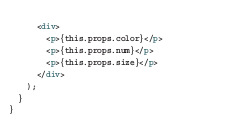 <div>
<p>{this.props.color}</p>
<p>{this.props.num}</p>
<p>{this.props.size}</p>
</div>
);
}
}